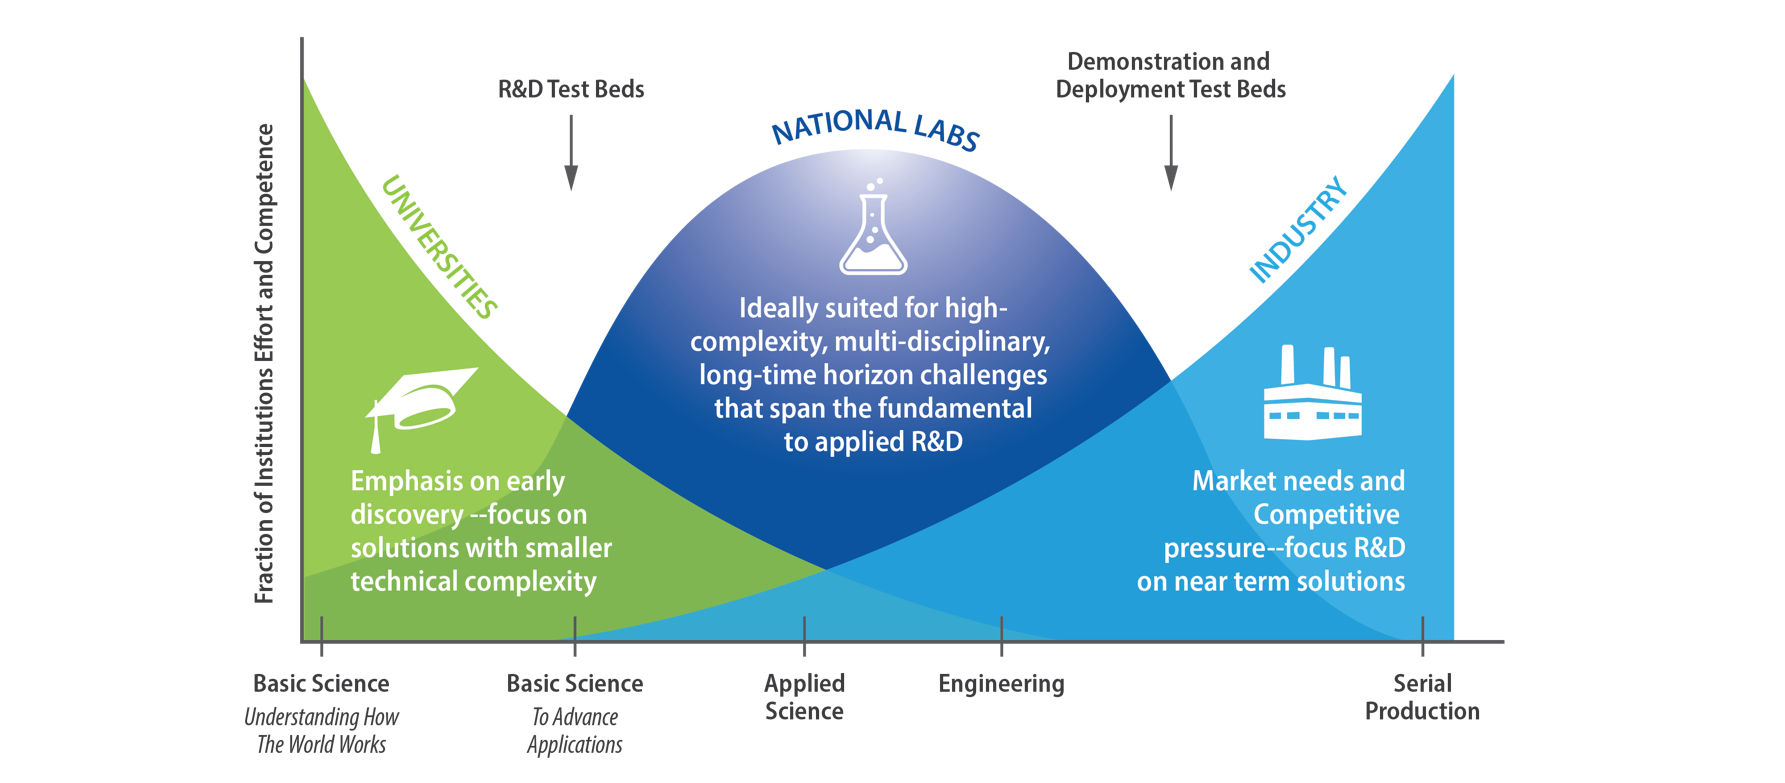 Fraction of Institutions Effort and Competence
R&D Test Beds
Demonstration and
Deployment Test Beds
UNIVERSITIES
NATIONAL LABS
INDUSTRY
Emphasis on early
discovery --focus on
solutions with smaller
technical complexity
Ideally suited for high-
complexity, multi-disciplinary,
long-time horizon challenges
that span the fundamental
to applied R&D
Market needs and
Competitive
pressure--focus R&D
on near term solutions
Basic Science
Understanding How
The World Works
Basic Science
To Advance
Applications
Applied
Science
Engineering
Serial
Production